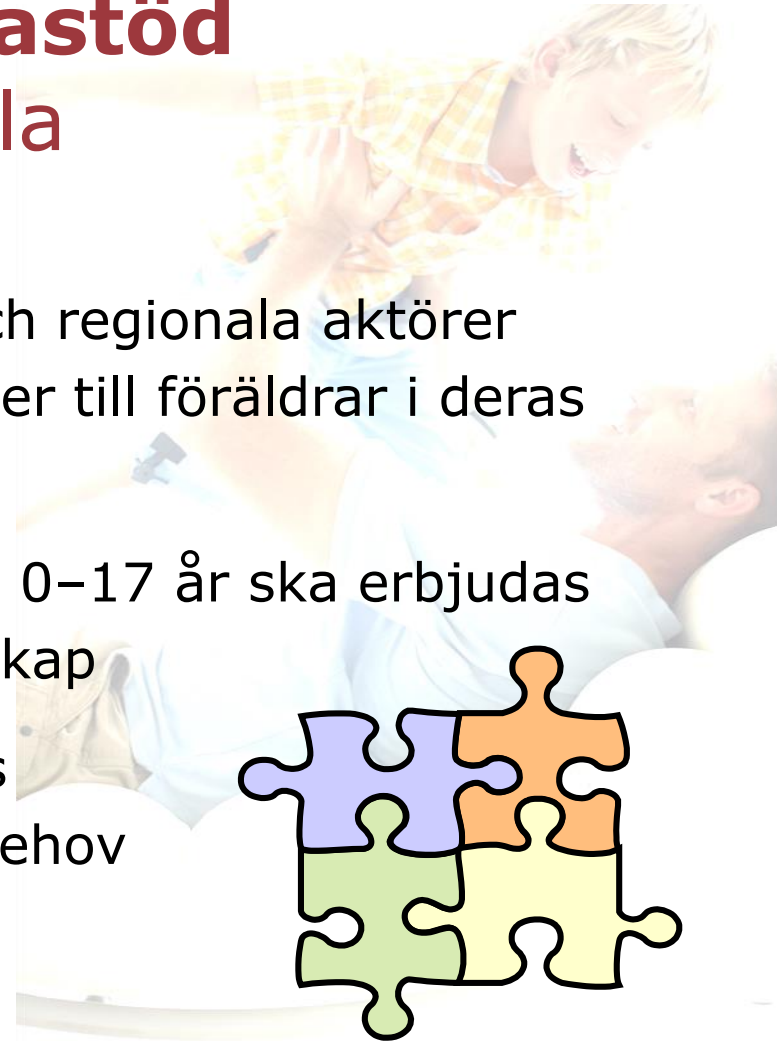 astöd
la
ch regionala aktörer
er till föräldrar i deras
0–17 år ska erbjudas
kap
s
ehov